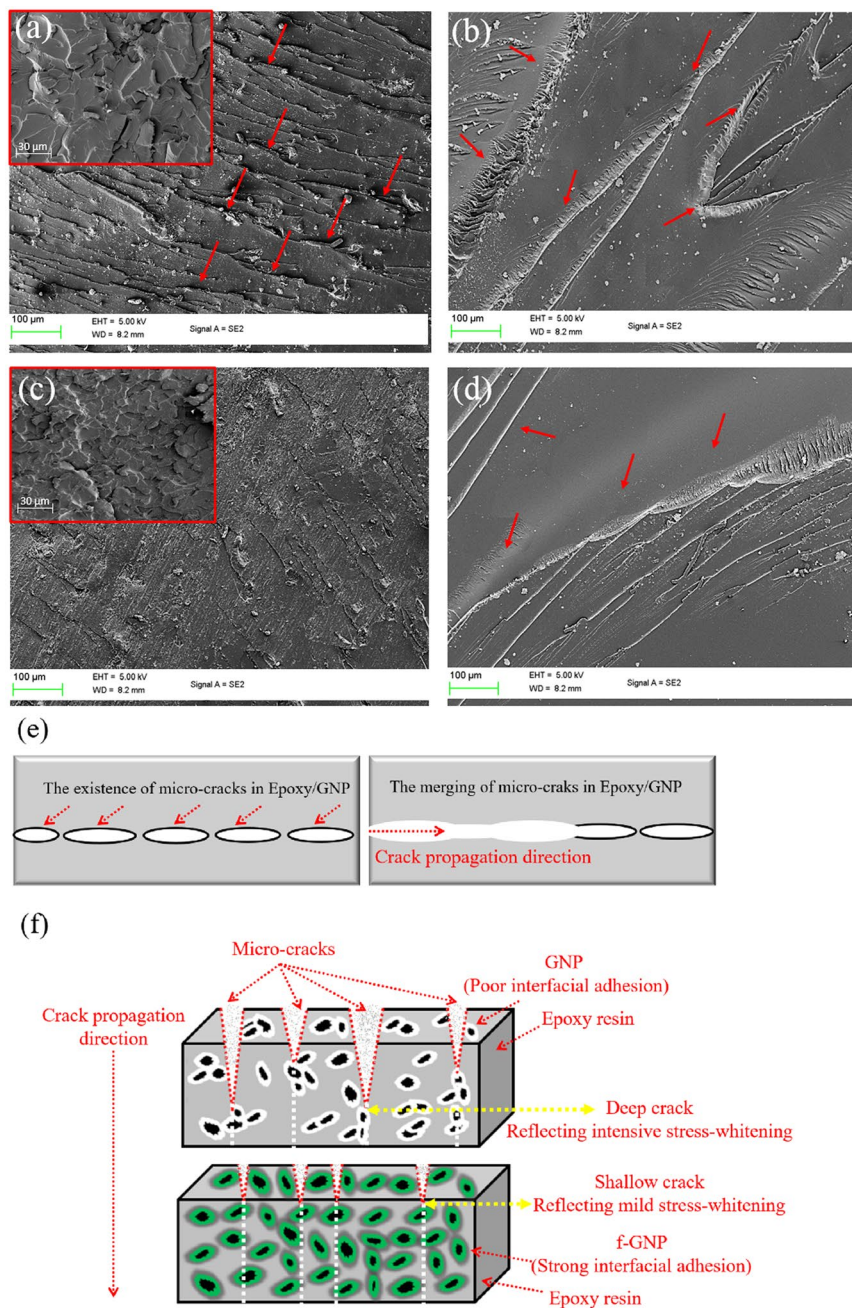 (a)
30 µm
100 µm
EHT = 5.00 kV
WD = 8.2 mm
Signal A = SE2
(b)
100 µm
EHT = 5.00 kV
WD = 8.2 mm
Signal A = SE2
(c)
30 µm
100 µm
EHT = 5.00 kV
WD = 8.2 mm
Signal A = SE2
(d)
100 µm
EHT = 5.00 kV
WD = 8.2 mm
Signal A = SE2
(e)
The existence of micro-cracks in Epoxy/GNP
The merging of micro-craks in Epoxy/GNP
Crack propagation direction
(f)
Micro-cracks
GNP
(Poor interfacial adhesion)
Epoxy resin
Crack propagation
direction
Deep crack
Reflecting intensive stress-whitening
Shallow crack
Reflecting mild stress-whitening
f-GNP
(Strong interfacial adhesion)
Epoxy resin